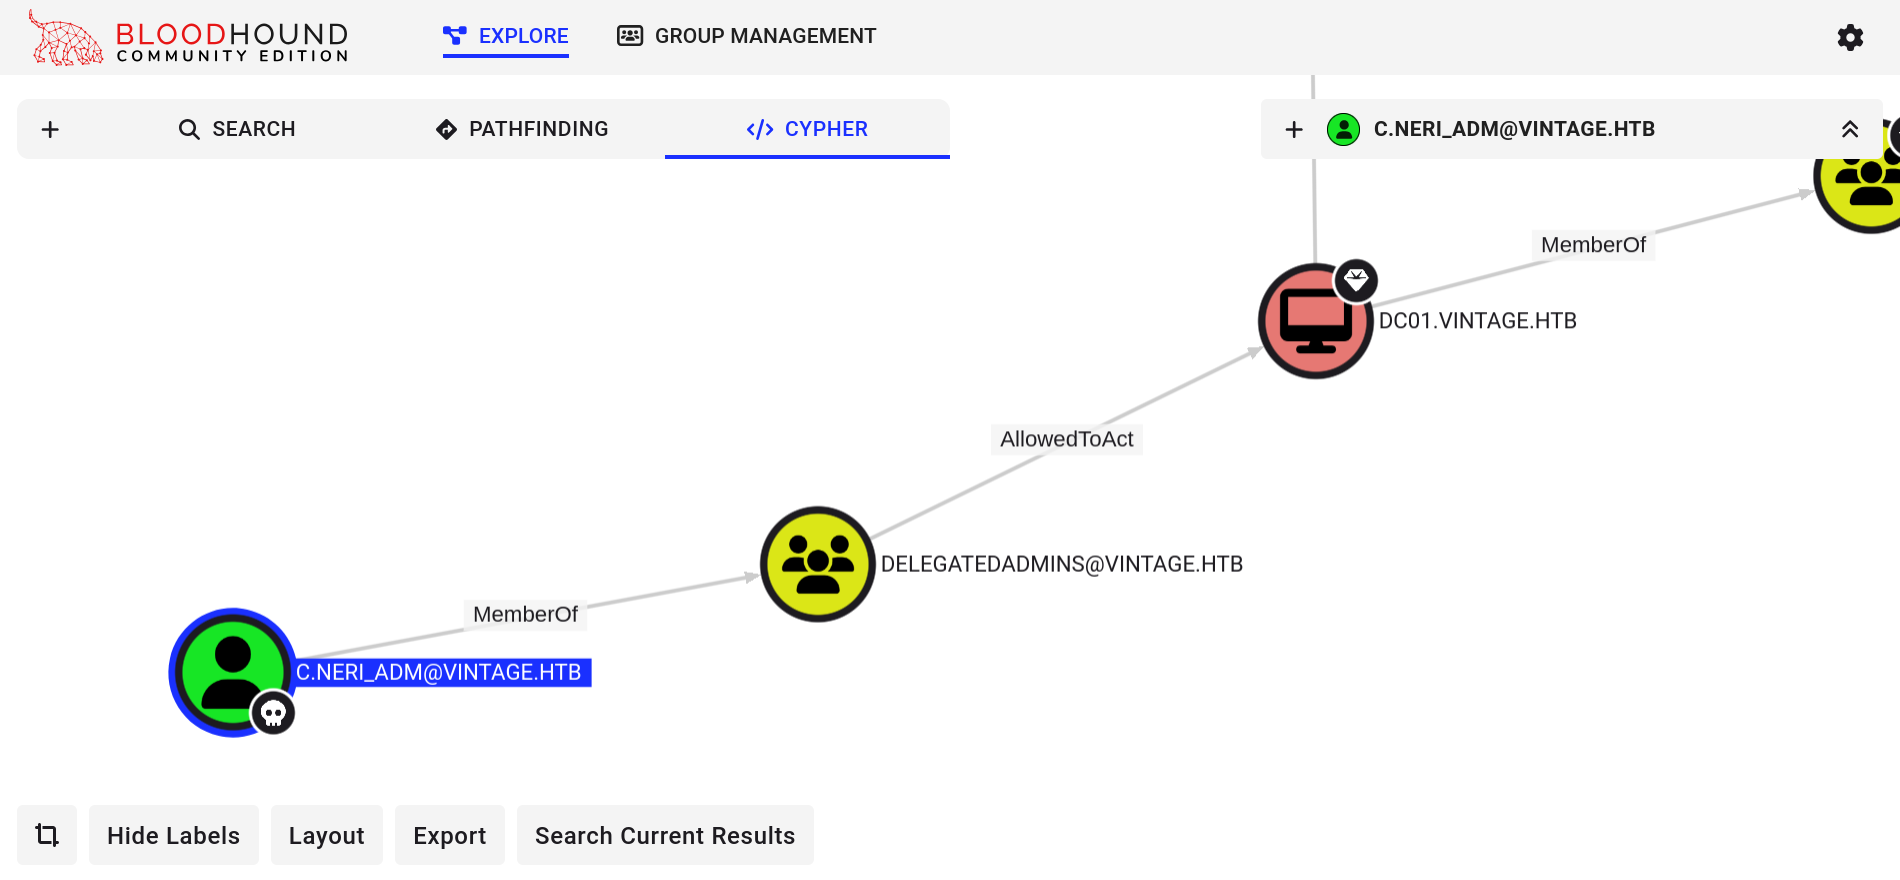 BLOODHOUND
COMMUNITY EDITION
EXPLORE
GROUP MANAGEMENT
SEARCH
PATHFINDING
CYPHER
C.NERI_ADM@VINTAGE.HTB
MemberOf
DC01.VINTAGE.HTB
AllowedToAct
DELEGATEDADMINS@VINTAGE.HTB
MemberOf
C.NERI_ADM@VINTAGE.HTB
Hide Labels
Layout
Export
Search Current Results